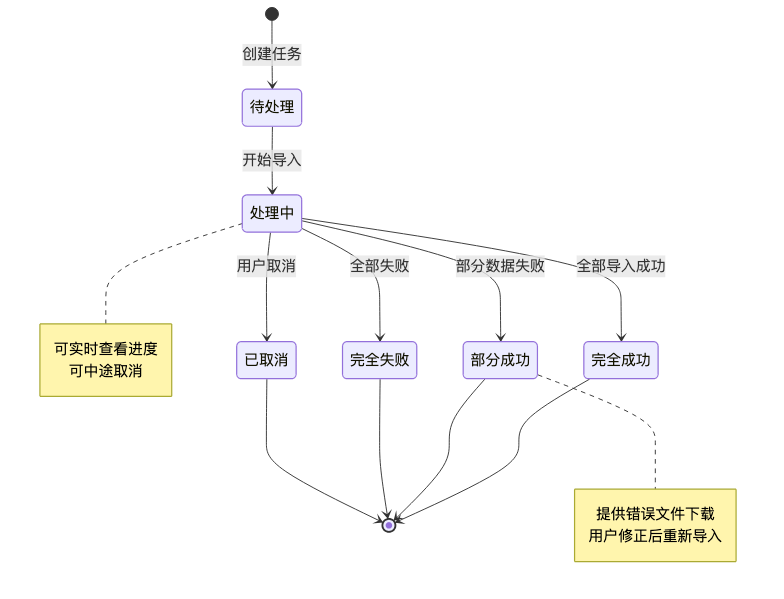 创建任务
待处理
开始导入
处理中
用户取消
全部失败
部分数据失败
全部导入成功
可实时查看进度
可中途取消
已取消
完全失败
部分成功
完全成功
提供错误文件下载
用户修正后重新导入